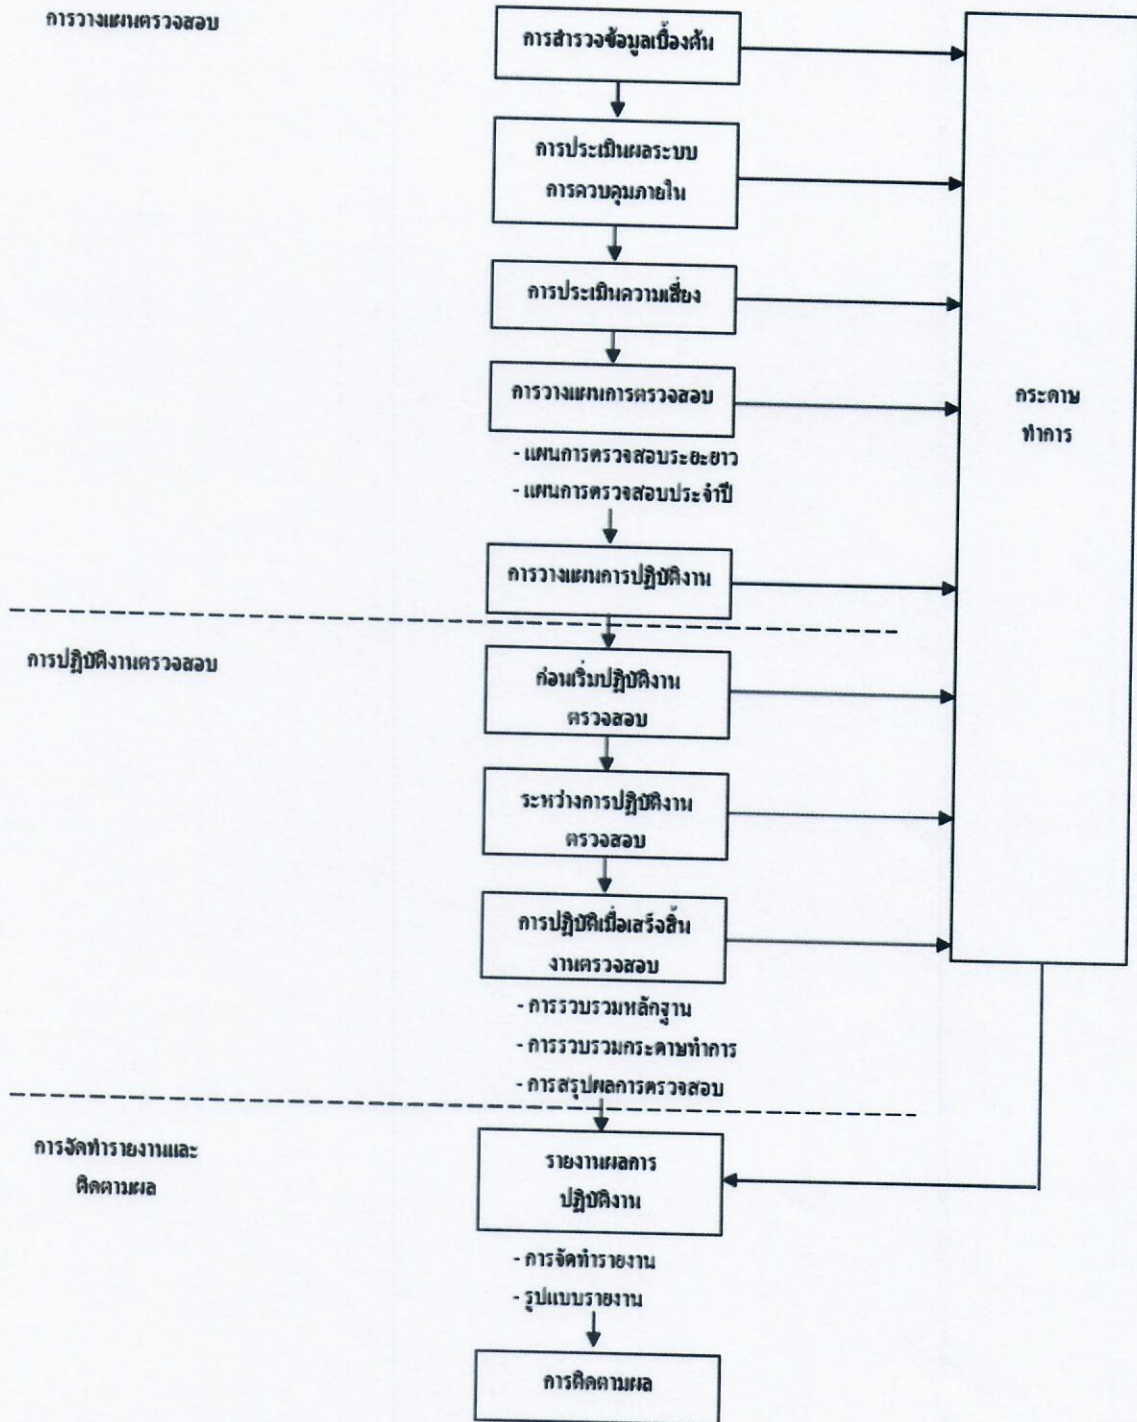 การวางแผนตรวจสอบ
การสำรวจข้อมูลเบื้องต้น
การประเมินผลระบบ
การควบคุมภายใน
การประเมินความเสี่ยง
การวางแผนการตรวจสอบ
- แผนการตรวจสอบระยะยาว
- แผนการตรวจสอบประจำปี
การวางแผนการปฏิบัติงาน
กระดาษ
ทำการ
การปฏิบัติงานตรวจสอบ
ก่อนเริ่มปฏิบัติงาน
ตรวจสอบ
ระหว่างการปฏิบัติงาน
ตรวจสอบ
การปฏิบัติเมื่อเสร็จสิ้น
งานตรวจสอบ
- การรวบรวมหลักฐาน
- การรวบรวมกระดาษทำการ
- การสรุปผลการตรวจสอบ
การจัดทำรายงานและ
ติดตามผล
รายงานผลการ
ปฏิบัติงาน
- การจัดทำรายงาน
- รูปแบบรายงาน
การติดตามผล